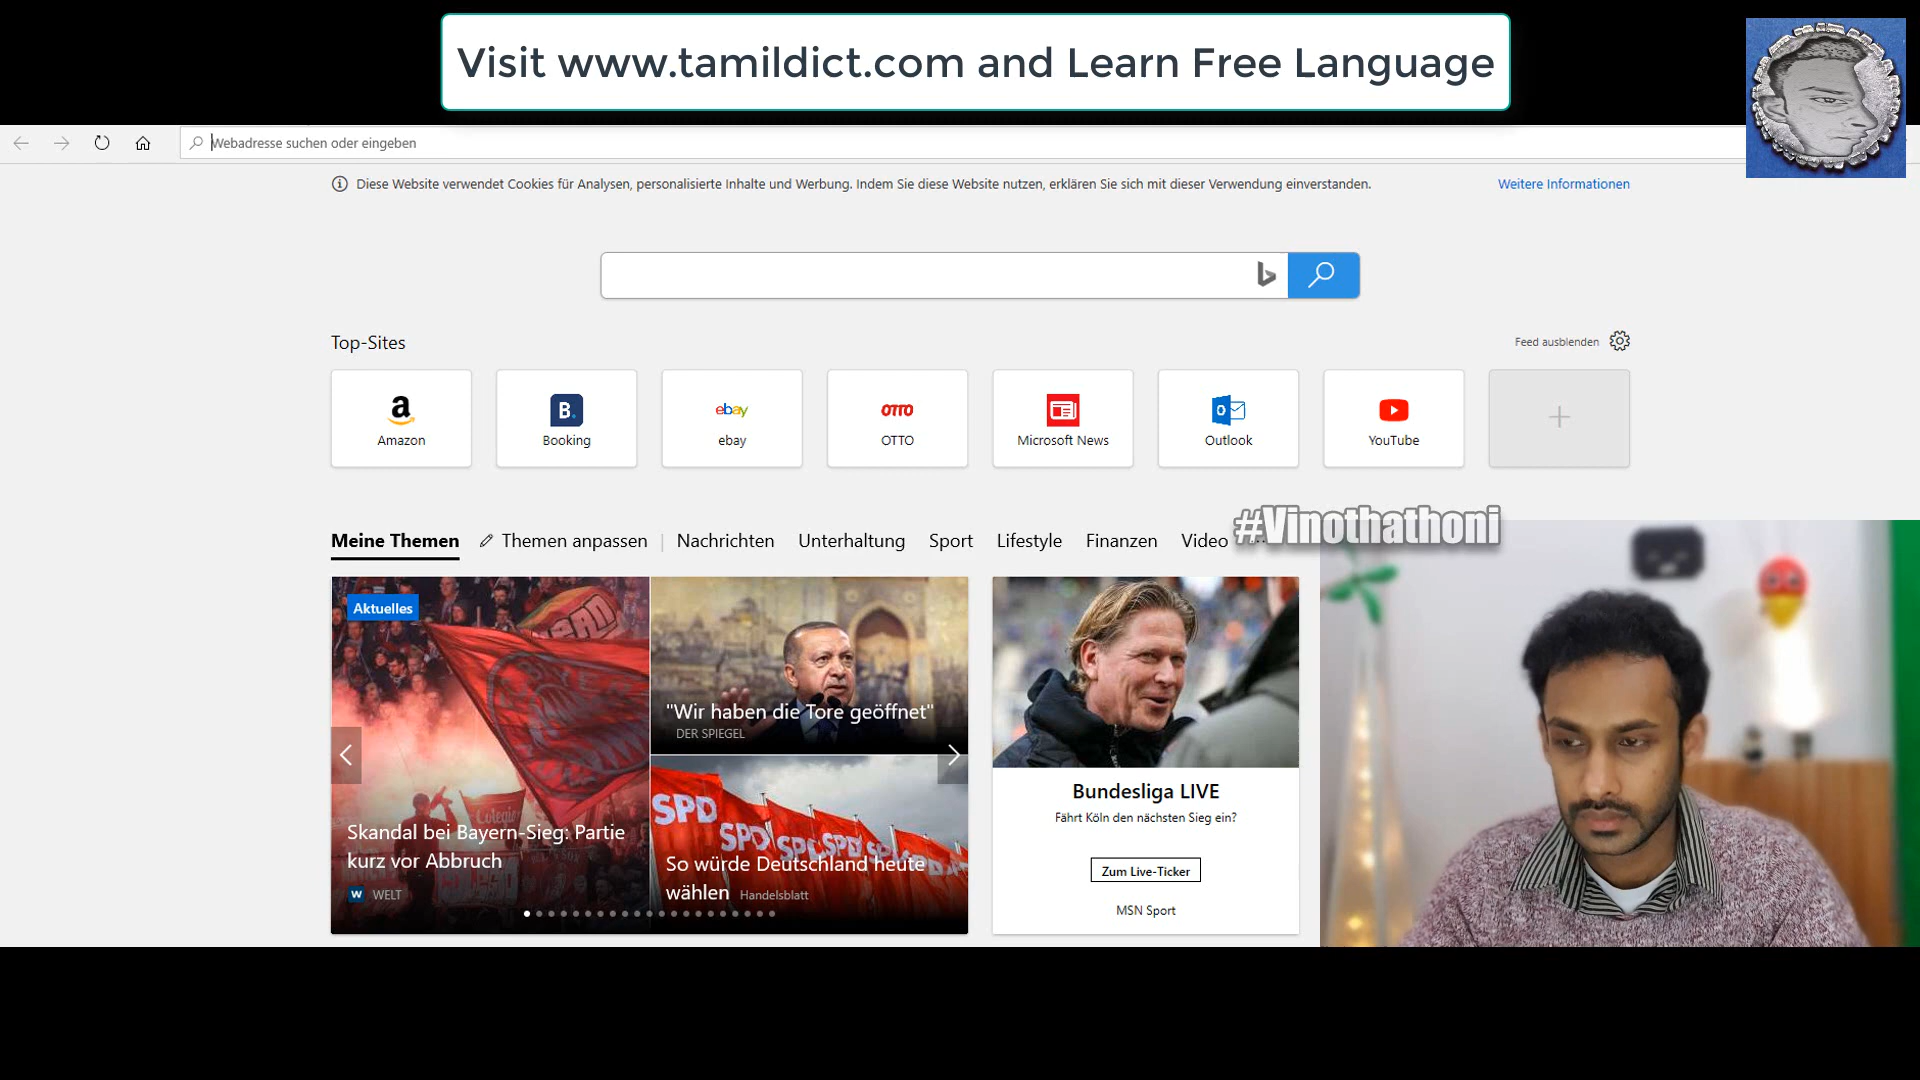 Visit www.tamildict.com and Learn Free Language
Webadresse suchen oder eingeben
Diese Website verwendet Cookies für Analysen, personalisierte Inhalte und Werbung. Indem Sie diese Website nutzen, erklären Sie sich mit dieser Verwendung einverstanden.
Weitere Informationen
Top-Sites
Feed ausblenden
a
Amazon
B.
Booking
ebay
ebay
OTTO
OTTO
Microsoft News
Outlook
YouTube
#Vinothathoni
Meine Themen
Themen anpassen
Nachrichten
Unterhaltung
Sport
Lifestyle
Finanzen
Video
Aktuelles
Skandal bei Bayern-Sieg: Partie
kurz vor Abbruch
W WELT
"Wir haben die Tore geöffnet"
DER SPIEGEL
SPD SPD SPD SPD
So würde Deutschland heute
wählen Handelsblatt
Bundesliga LIVE
Fährt Köln den nächsten Sieg ein?
Zum Live-Ticker
MSN Sport